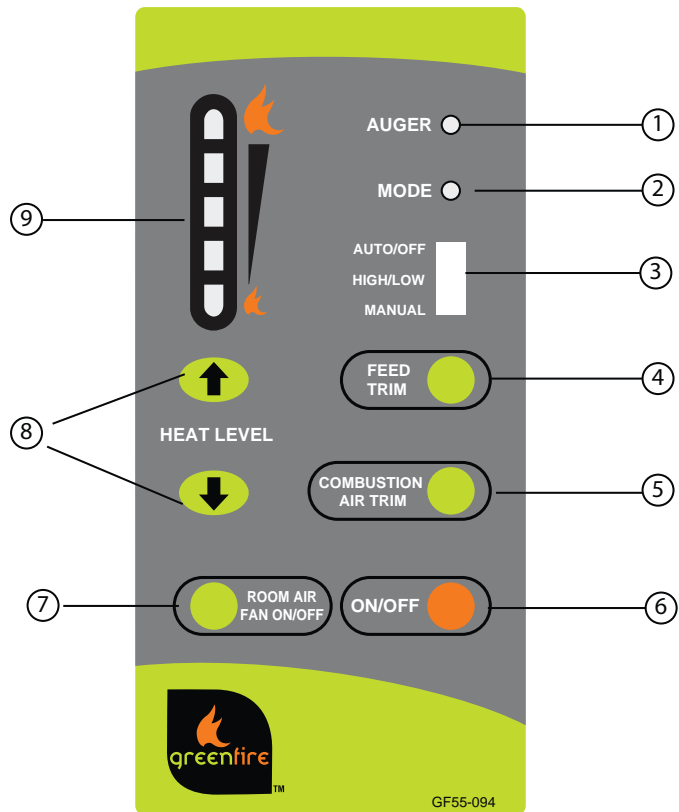 AUGER
1
MODE
2
AUTO/OFF
HIGH/LOW
MANUAL
3
9
FEED
TRIM
4
8
HEAT LEVEL
COMBUSTION
AIR TRIM
5
7
ROOM AIR
FAN ON/OFF
ON/OFF
6
greenfire
TM
GF55-094